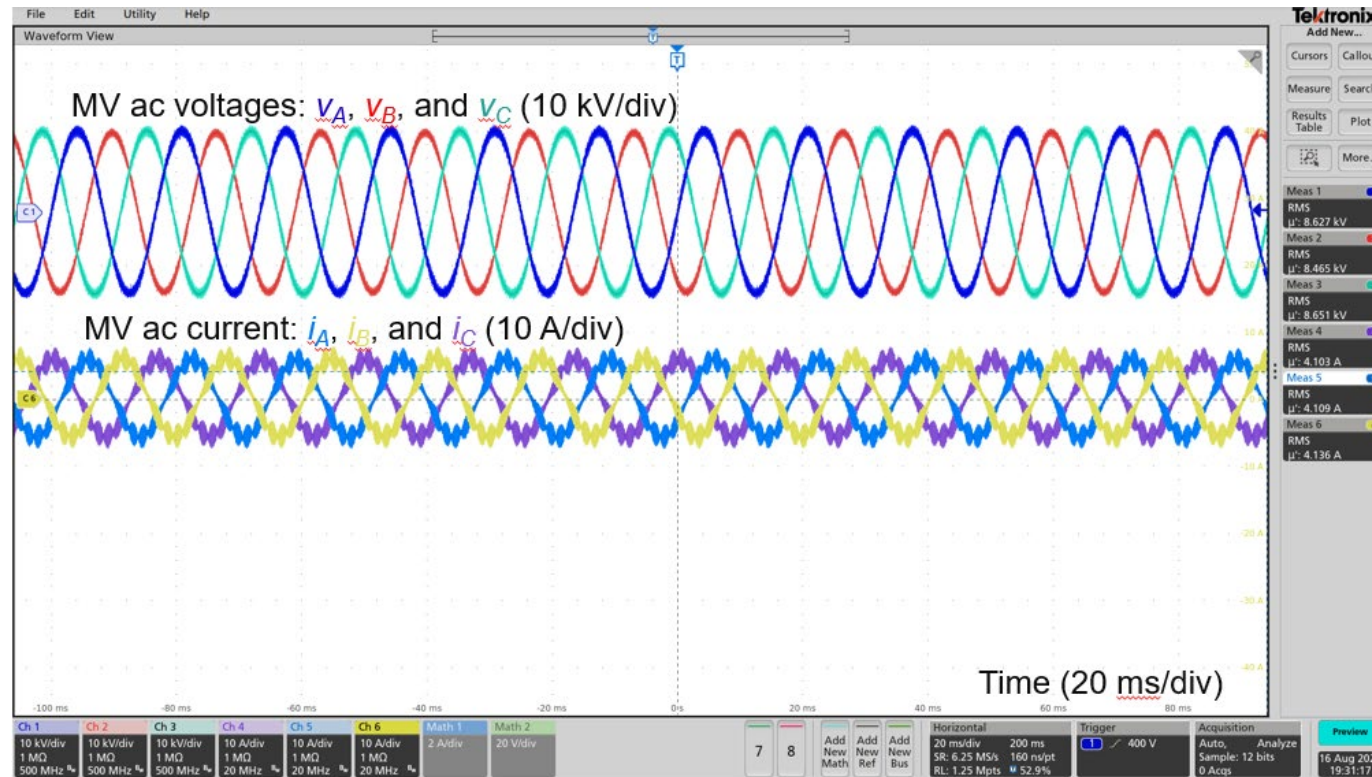 File Edit Utility Help
Tektronix
Waveform View
Add New...
T
T
Cursors Callou
Measure Search
Results Table Plot
More...
MV ac voltages: vA, vB, and vC (10 kV/div)
C1
MV ac current: iA, iB, and iC (10 A/div)
C6
20
10 A
-10 A
-20 A
-30 A
-40 A
Meas 1
RMS
µ': 8.627 kV
Meas 2
RMS
µ': 8.465 kV
Meas 3
RMS
µ': 8.651 kV
Meas 4
RMS
µ': 4.103 A
Meas 5
RMS
µ': 4.109 A
Meas 6
RMS
µ': 4.136 A
Time (20 ms/div)
-100 ms -80 ms -60 ms -40 ms -20 ms 0 s 20 ms 40 ms 60 ms 80 ms
Ch 1
10 kV/div
1 MΩ
500 MHz
Ch 2
10 kV/div
1 MΩ
500 MHz
Ch 3
10 kV/div
1 MΩ
500 MHz
Ch 4
10 A/div
1 MΩ
20 MHz
Ch 5
10 A/div
1 MΩ
20 MHz
Ch 6
10 A/div
1 MΩ
20 MHz
Math 1
2 A/div
Math 2
20 V/div
7 8
Add New Math
Add New Ref
Add New Bus
Horizontal
20 ms/div 200 ms
SR: 6.25 MS/s 160 ns/pt
RL: 1.25 Mpts 52.9%
Trigger
1 400 V
Acquisition
Auto, Analyze
Sample: 12 bits
0 Acqs
Preview
16 Aug 202
19:31:17